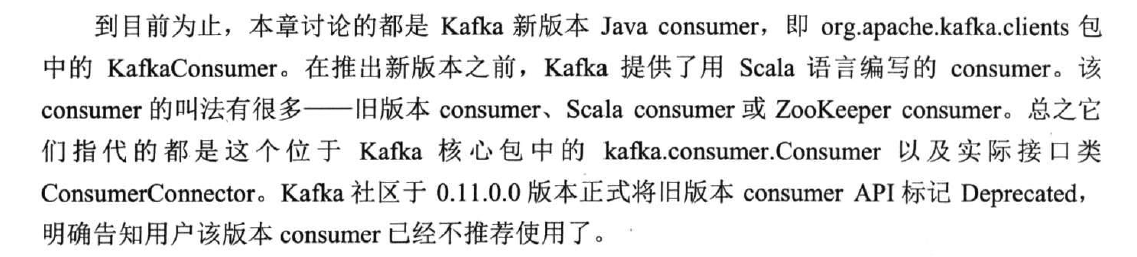 到目前为止，本章讨论的都是 Kafka 新版本 Java consumer，即 org.apache.kafka.clients 包
中的 KafkaConsumer。在推出新版本之前，Kafka 提供了用 Scala 语言编写的 consumer。该
consumer 的叫法有很多——旧版本 consumer、Scala consumer 或 ZooKeeper consumer。总之它
们指代的都是这个位于 Kafka 核心包中的 kafka.consumer.Consumer 以及实际接口类
ConsumerConnector。Kafka 社区于 0.11.0.0 版本正式将旧版本 consumer API 标记 Deprecated，
明确告知用户该版本 consumer 已经不推荐使用了。